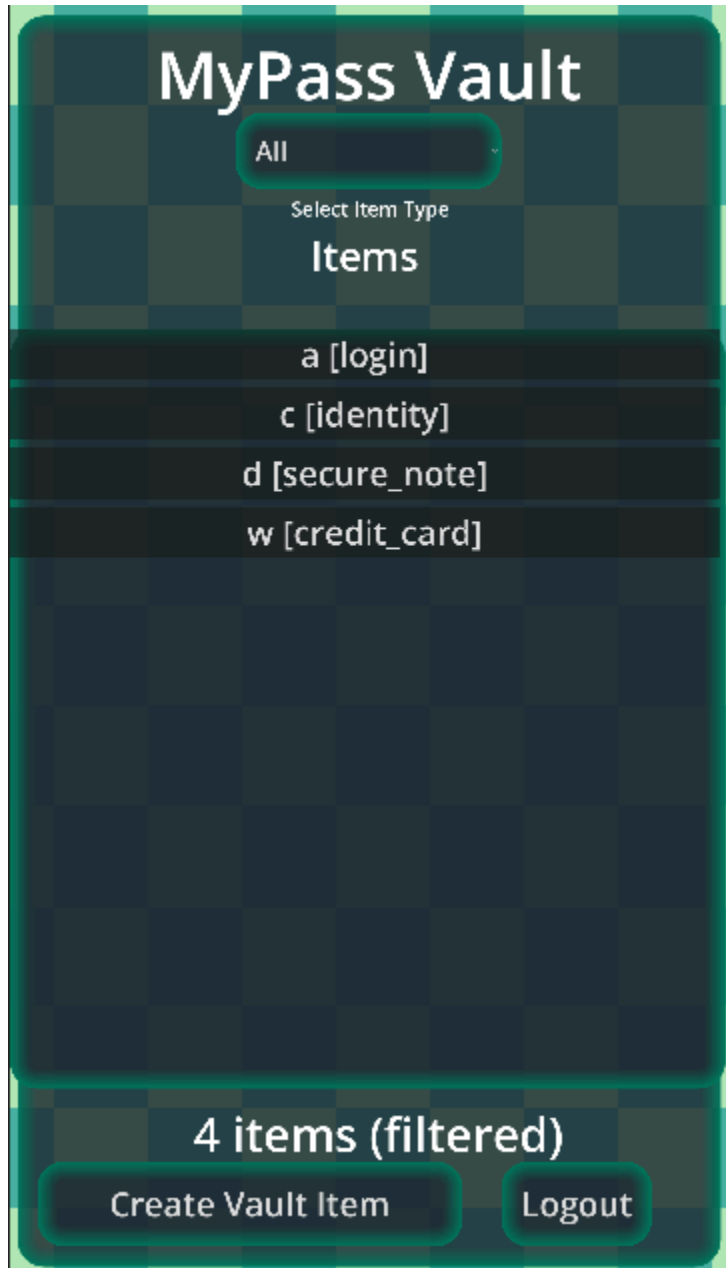 MyPass Vault
All
Select Item Type
Items
a [login]
c [identity]
d [secure_note]
w [credit_card]
4 items (filtered)
Create Vault Item
Logout